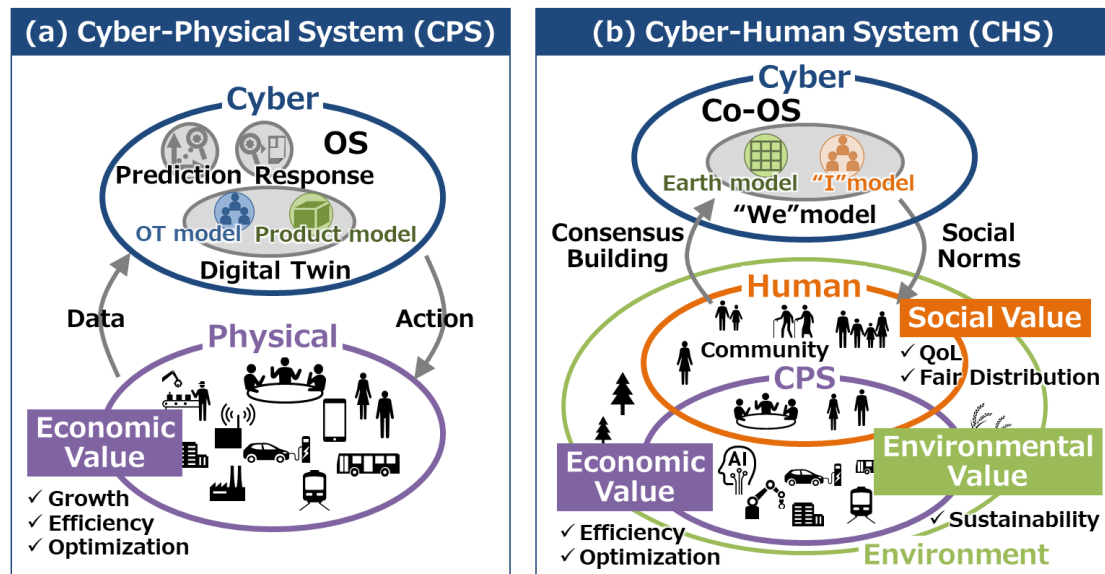 (a) Cyber-Physical System (CPS)
Cyber
OS
Prediction Response
OT model
Product model
Digital Twin
Data
Action
Physical
Economic
Value
✓ Growth
✓ Efficiency
✓ Optimization
(b) Cyber-Human System (CHS)
Cyber
Co-OS
Earth model
“I”model
“We”model
Consensus
Building
Social
Norms
Human
Social Value
✓ QoL
✓ Fair Distribution
Community
CPS
AI
Economic
Value
✓ Efficiency
✓ Optimization
Environmental
Value
✓ Sustainability
Environment